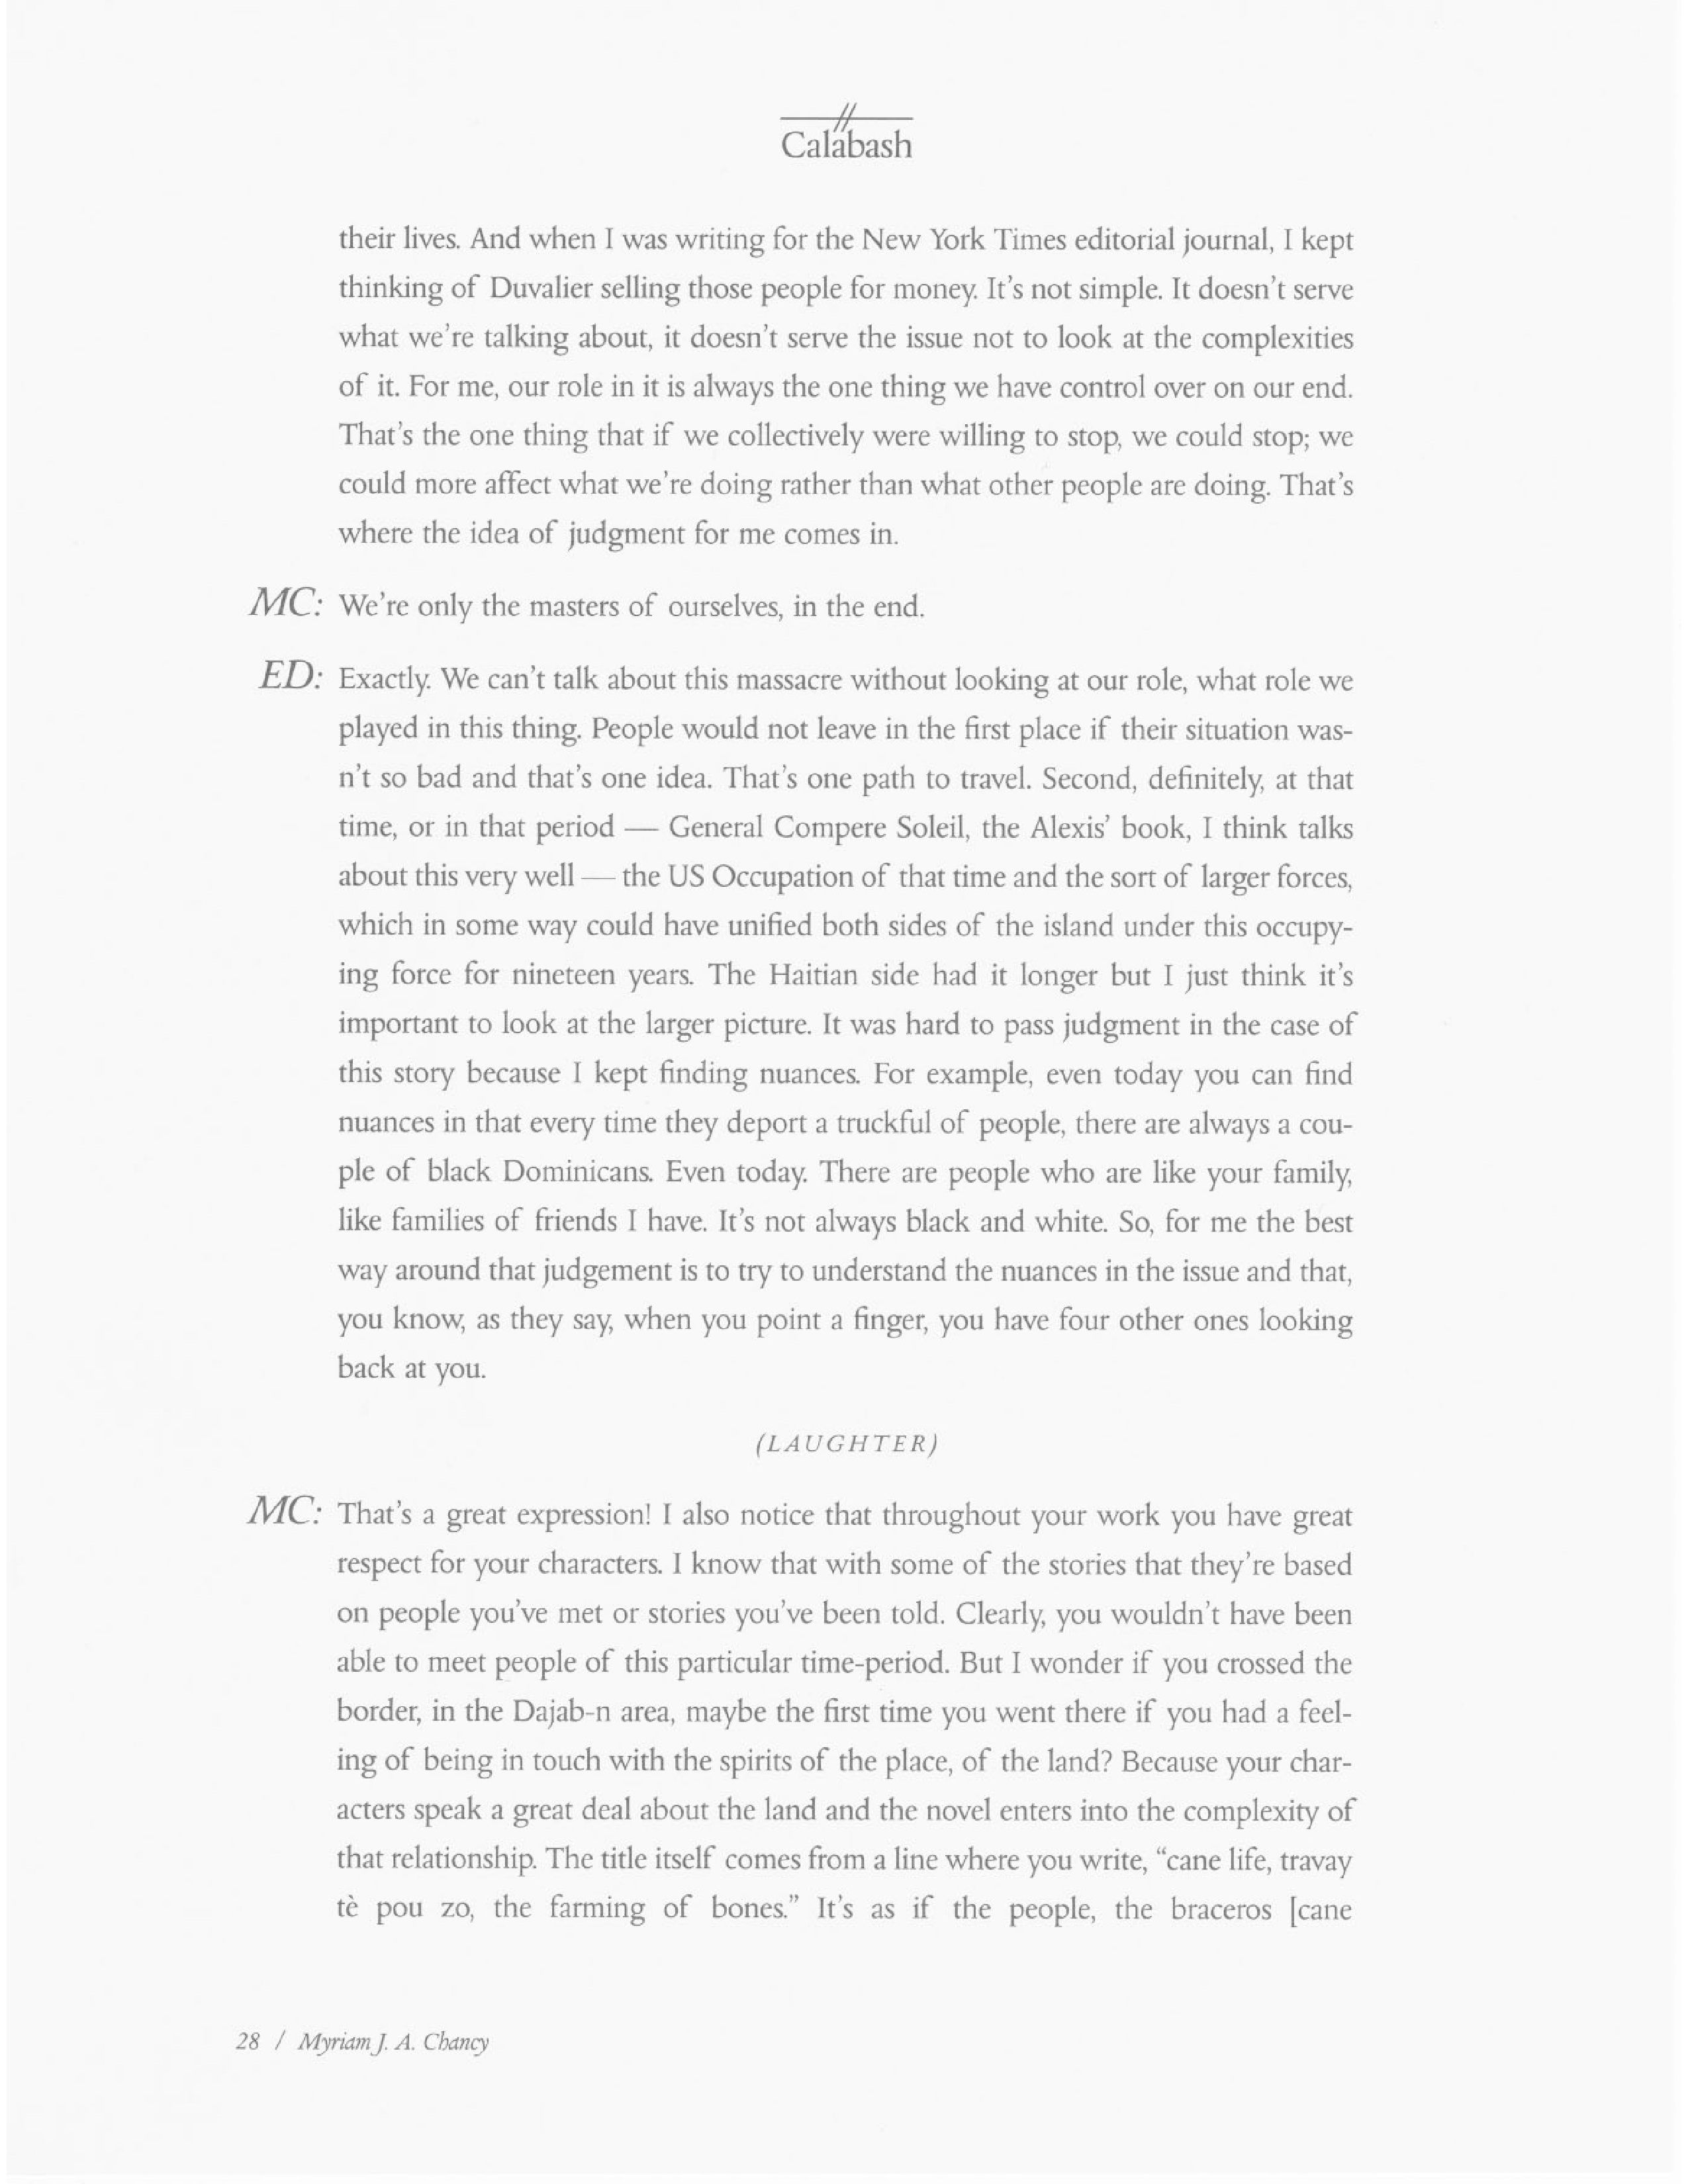 Calabash
their lives. And when I was writing for the New York Times editorial journal, I kept
thinking of Duvalier selling those people for money. It's not simple. It doesn't serve
what we're talking about, it doesn't serve the issue not to look at the complexities
of it. For me, our role in it is always the one thing we have control over on our end.
That's the one thing that if we collectively were willing to stop, we could stop; we
could more affect what we're doing rather than what other people are doing. That's
where the idea of judgment for me comes in.
MC: We're only the masters of ourselves, in the end.
ED: Exactly. We can't talk about this massacre without looking at our role, what role we
played in this thing. People would not leave in the first place if their situation was-
n't so bad and that's one idea. That's one path to travel. Second, definitely, at that
time, or in that period — General Compere Soleil, the Alexis' book, I think talks
about this very well — the US Occupation of that time and the sort of larger forces,
which in some way could have unified both sides of the island under this occupy-
ing force for nineteen years. The Haitian side had it longer but I just think it's
important to look at the larger picture. It was hard to pass judgment in the case of
this story because I kept finding nuances. For example, even today you can find
nuances in that every time they deport a truckful of people, there are always a cou-
ple of black Dominicans. Even today. There are people who are like your family,
like families of friends I have. It's not always black and white. So, for me the best
way around that judgement is to try to understand the nuances in the issue and that,
you know, as they say, when you point a finger, you have four other ones looking
back at you.
(LAUGHTER)
MC: That's a great expression! I also notice that throughout your work you have great
respect for your characters. I know that with some of the stories that they're based
on people you've met or stories you've been told. Clearly, you wouldn't have been
able to meet people of this particular time-period. But I wonder if you crossed the
border, in the Dajab-n area, maybe the first time you went there if you had a feel-
ing of being in touch with the spirits of the place, of the land? Because your char-
acters speak a great deal about the land and the novel enters into the complexity of
that relationship. The title itself comes from a line where you write, "cane life, travay
tè pou zo, the farming of bones." It's as if the people, the braceros [cane
28 / Myriam J. A. Chancy